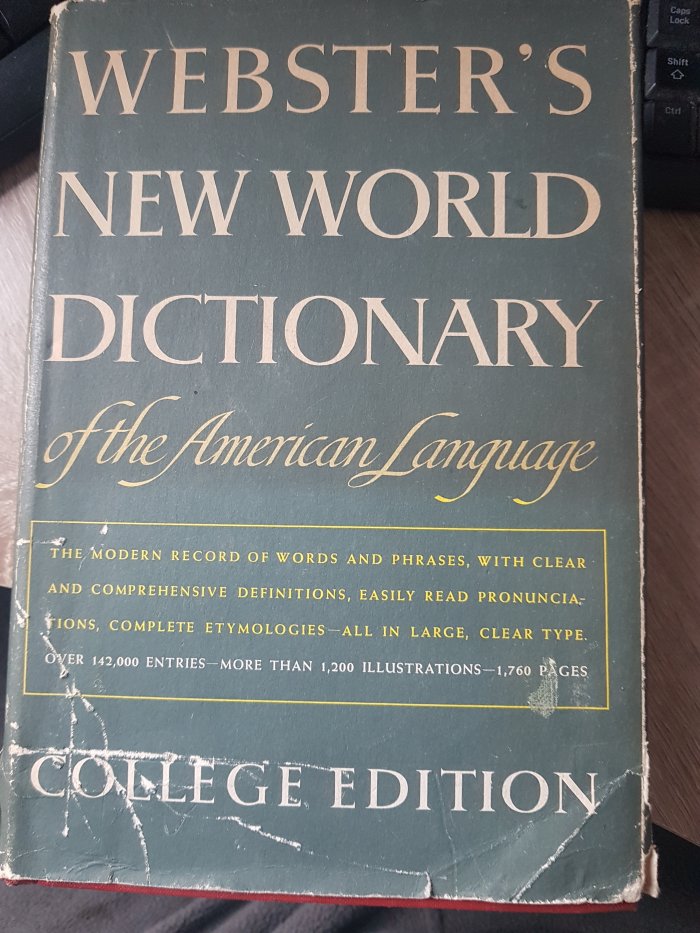 WEBSTER'S
NEW WORLD
DICTIONARY
of the American Language
THE MODERN RECORD OF WORDS AND PHRASES, WITH CLEAR
AND COMPREHENSIVE DEFINITIONS, EASILY READ PRONUNCIA-
TIONS, COMPLETE ETYMOLOGIES—ALL IN LARGE, CLEAR TYPE.
OVER 142,000 ENTRIES—MORE THAN 1,200 ILLUSTRATIONS—1,760 PAGES
COLLEGE EDITION
Caps
Lock
Shift
Ctrl